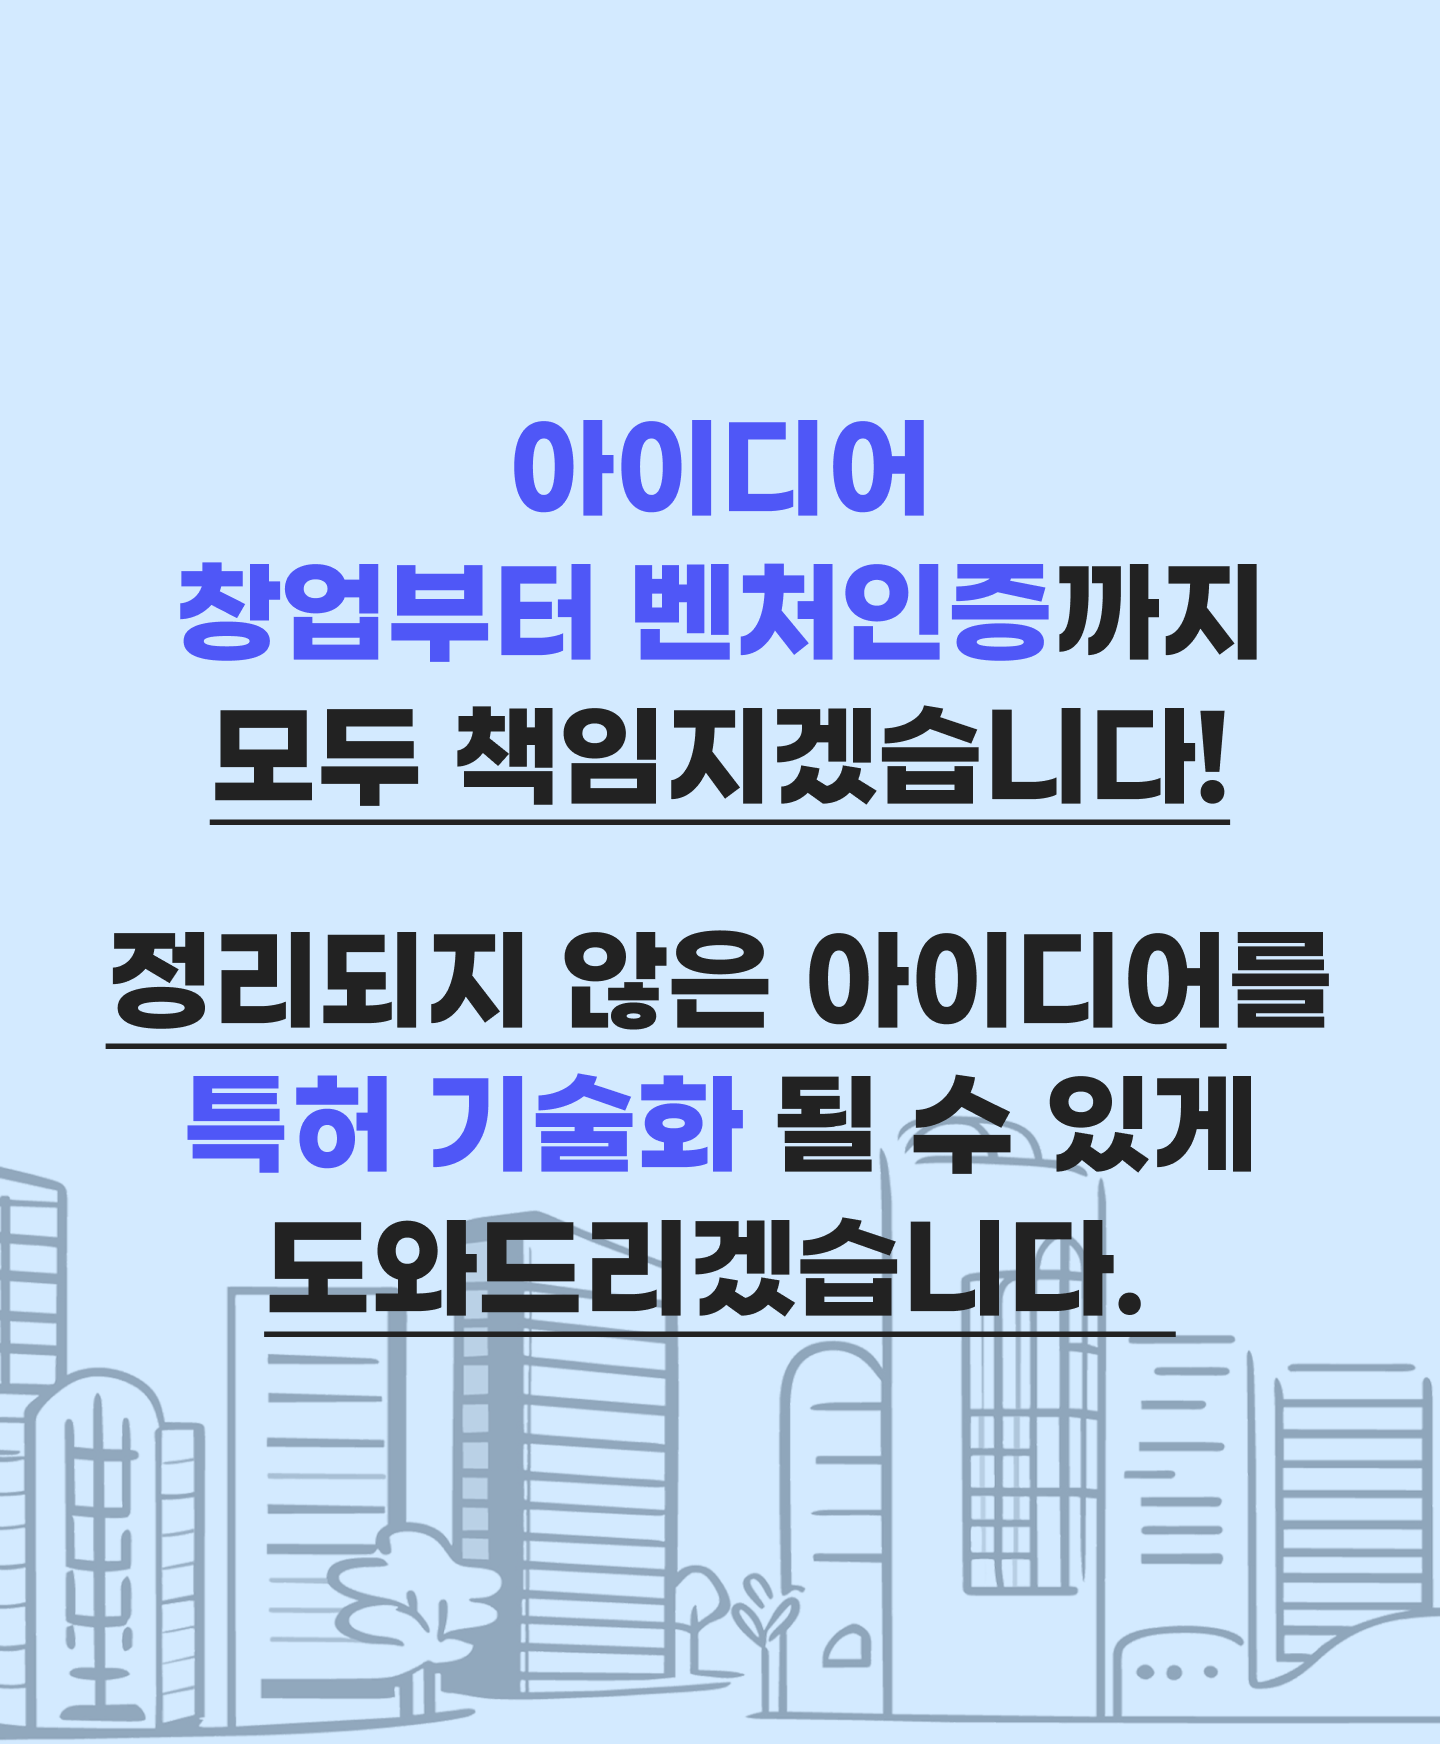 아이디어
창업부터 벤처인증까지
모두 책임지겠습니다!
정리되지 않은 아이디어를
특허 기술화 될 수 있게
도와드리겠습니다.